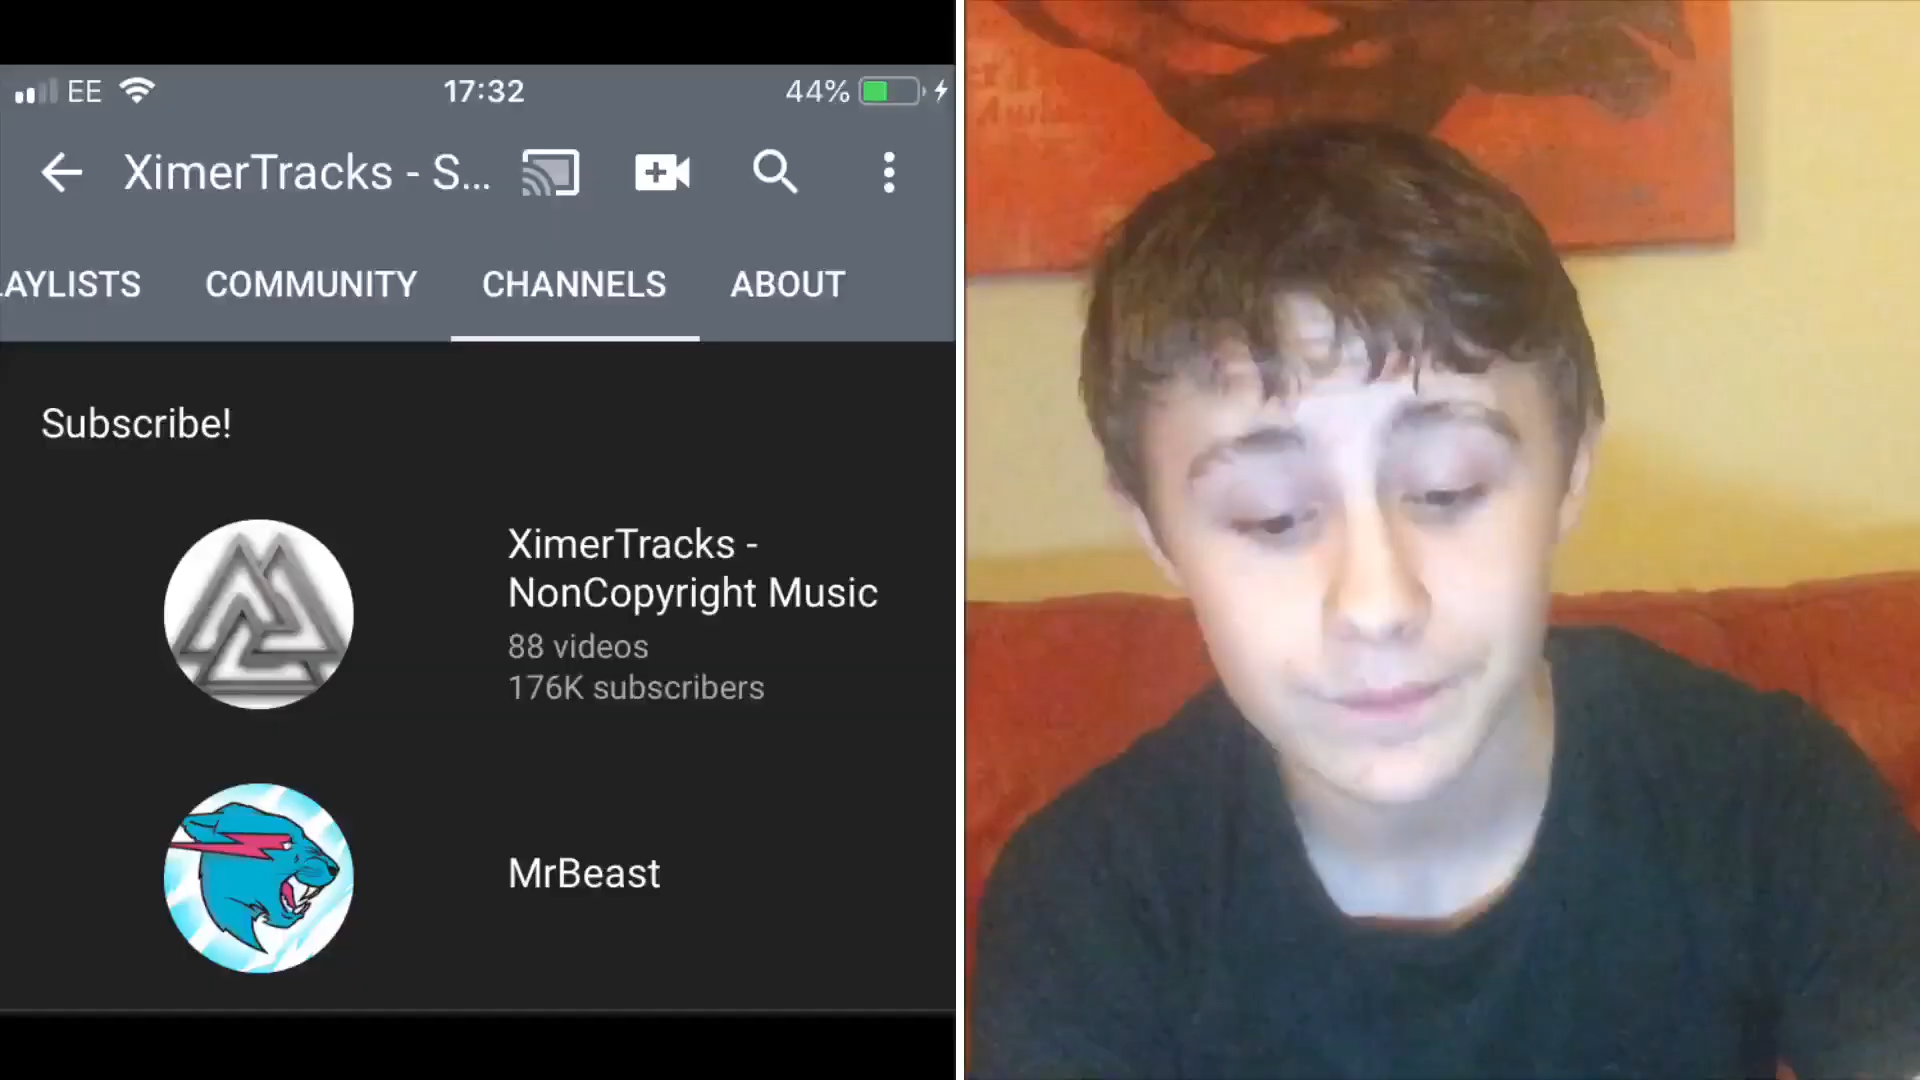 EE 17:32 44%
XimerTracks - S...
AYLISTS COMMUNITY CHANNELS ABOUT
Subscribe!
XimerTracks -
NonCopyright Music
88 videos
176K subscribers
MrBeast